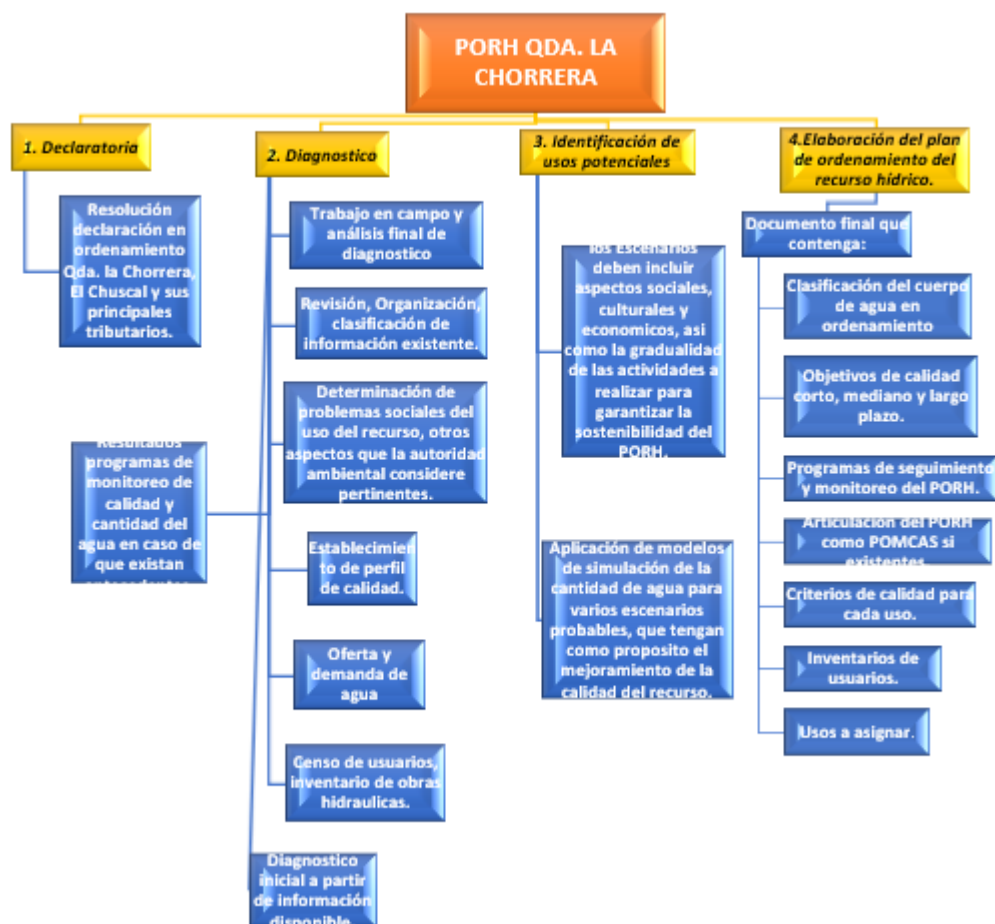 PORH QDA. LA
CHORRERA
1. Declaratoria
Resolución
declaración en
ordenamiento
Qda. la Chorrera,
El Chuscal y sus
principales
tributarios.
2. Diagnostico
Trabajo en campo y
análisis final de
diagnostico
Revisión, Organización,
clasificación de
información existente.
Determinación de
problemas sociales del
uso del recurso, otros
aspectos que la autoridad
ambiental considere
pertinentes.
Resultados
programas de
monitoreo de
calidad y
cantidad del
agua en caso de
que existan
antecedentes
Establecimien
to de perfil
de calidad.
Oferta y
demanda de
agua
Censo de usuarios,
inventario de obras
hidraulicas.
Diagnostico
inicial a partir
de información
disponible
3. Identificación de
usos potenciales
los Escenarios
deben incluir
aspectos sociales,
culturales y
economicos, asi
como la gradualidad
de las actividades a
realizar para
garantizar la
sostenibilidad del
PORH.
Aplicación de modelos
de simulación de la
cantidad de agua para
varios escenarios
probables, que tengan
como proposito el
mejoramiento de la
calidad del recurso.
4.Elaboración del plan
de ordenamiento del
recurso hídrico.
Documento final que
contenga:
Clasificación del cuerpo
de agua en
ordenamiento
Objetivos de calidad
corto, mediano y largo
plazo.
Programas de seguimiento
y monitoreo del PORH.
Articulación del PORH
como POMCAS si
existentes.
Criterios de calidad para
cada uso.
Inventarios de
usuarios.
Usos a asignar.